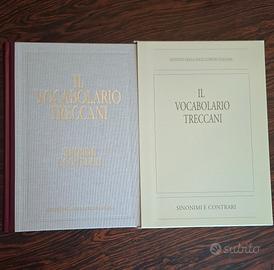 IL
VOCABOLARIO
TRECCANI
SINONIMI
E CONTRARI
ISTITUTO DELLA ENCICLOPEDIA ITALIANA
IL
VOCABOLARIO
TRECCANI
SINONIMI E CONTRARI
subito